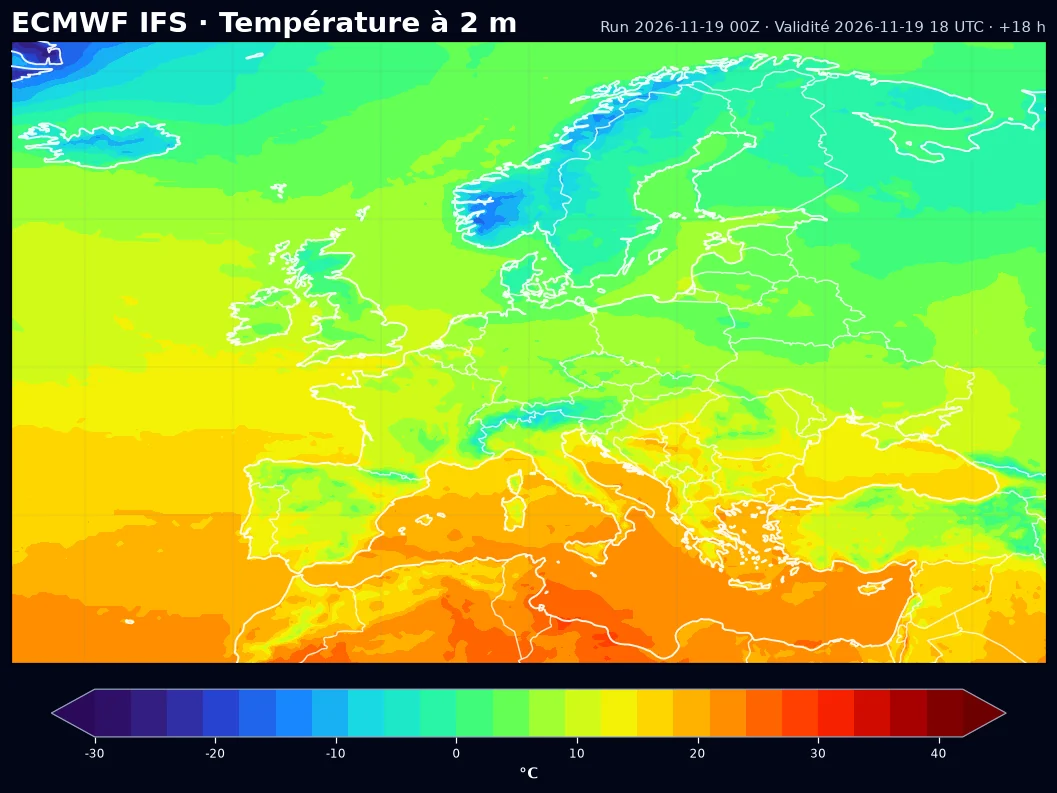 ECMWF IFS · Température à 2 m
Run 2026-11-19 00Z · Validité 2026-11-19 18 UTC · +18 h
-30 -20 -10 0 10 20 30 40
°C